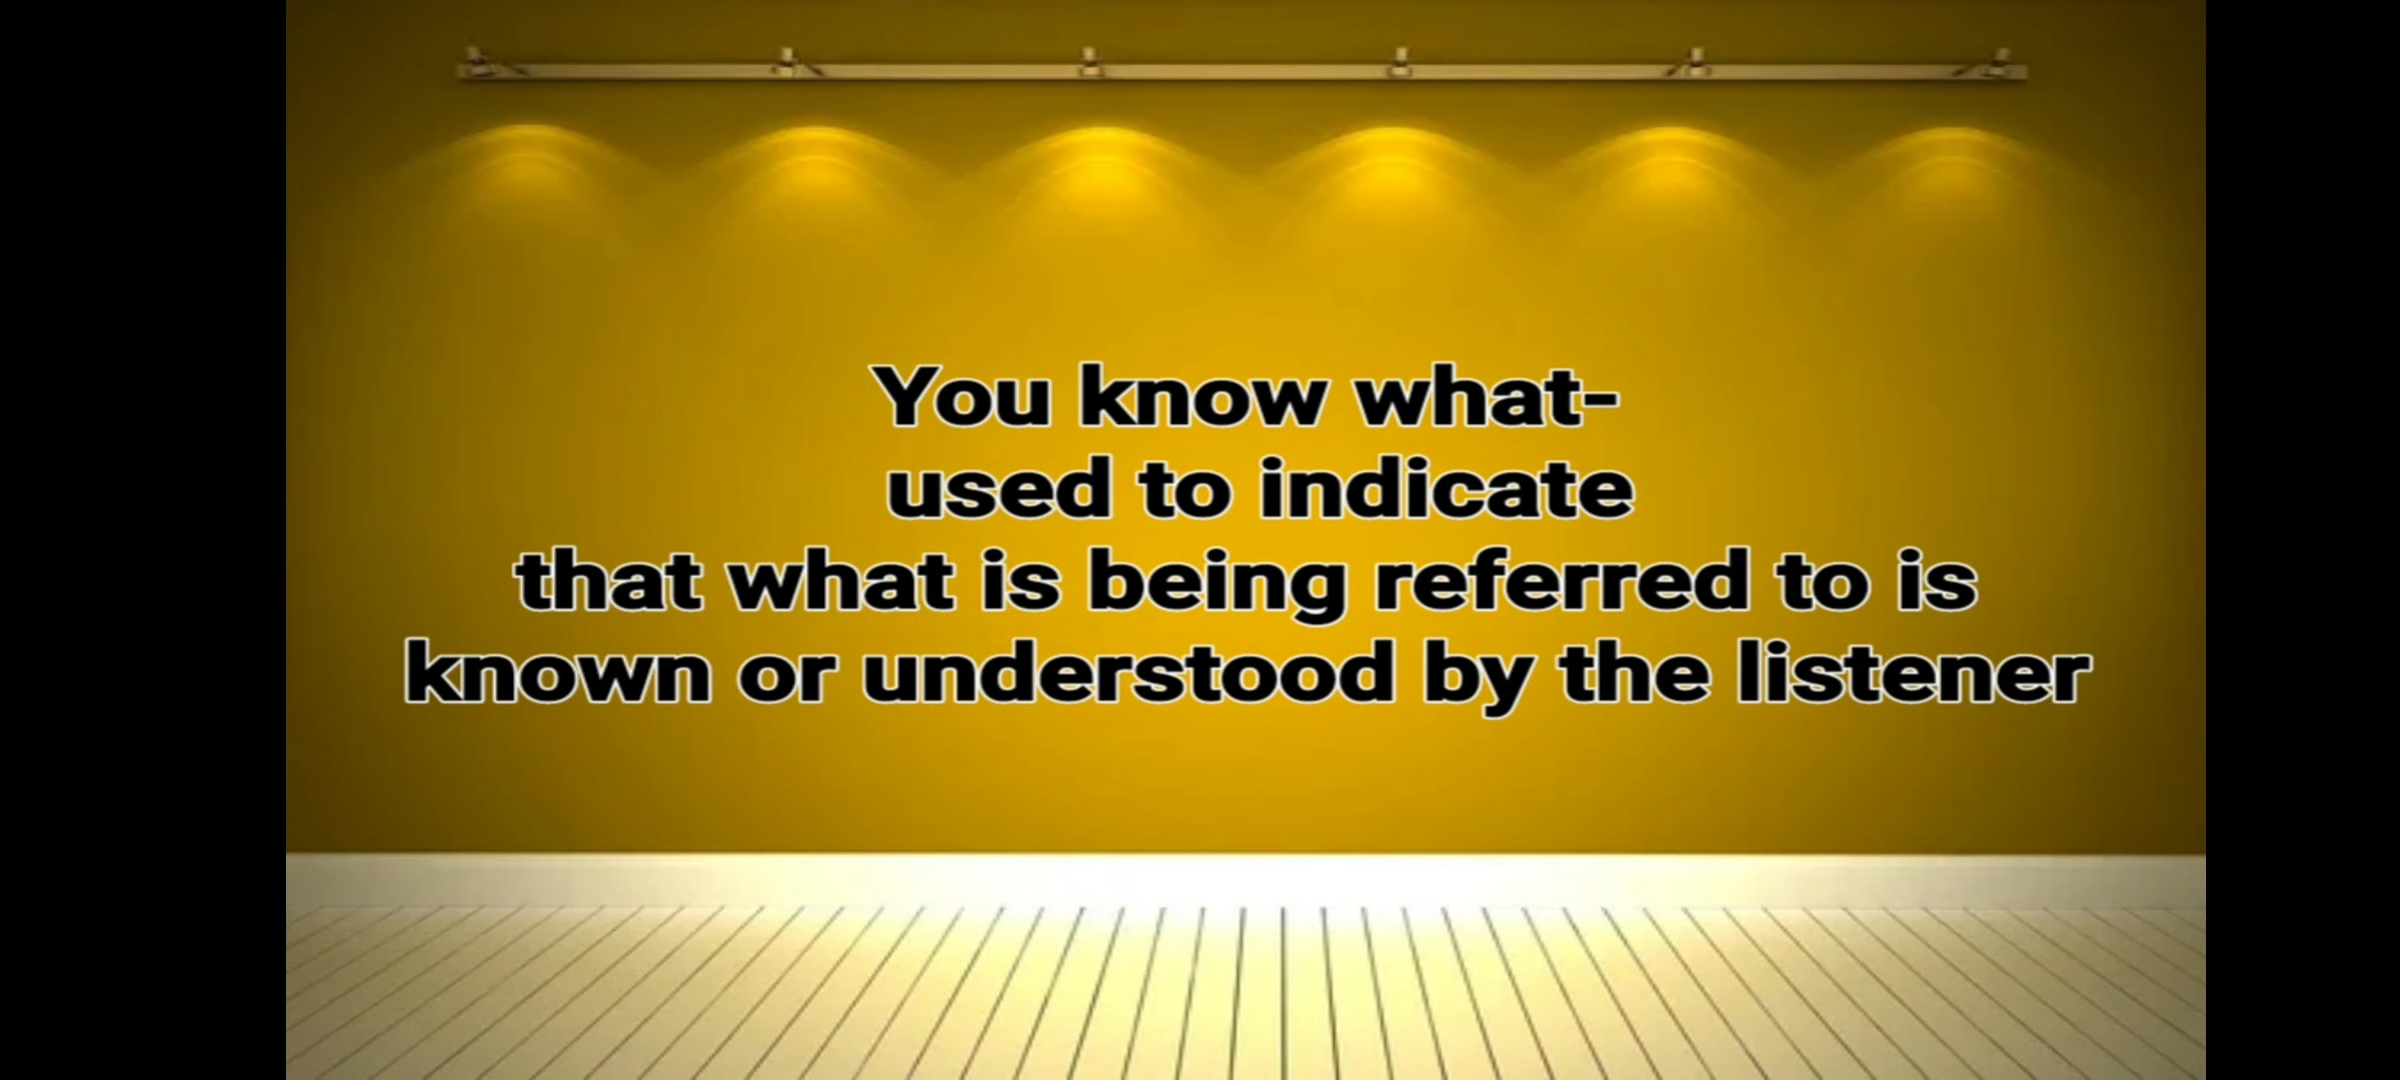 You know what-
used to indicate
that what is being referred to is
known or understood by the listener